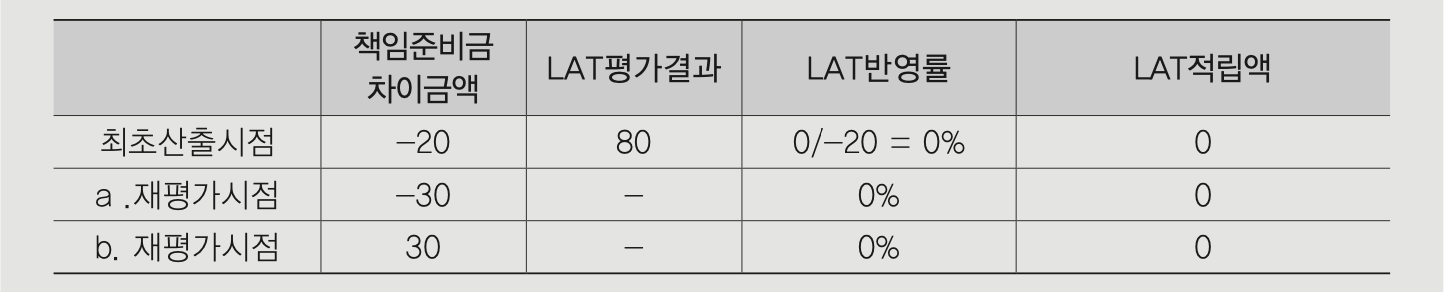 책임준비금
차이금액
LAT평가결과
LAT반영률
LAT적립액
최초산출시점 −20 80 0/−20 = 0% 0
a .재평가시점 −30 − 0% 0
b. 재평가시점 30 − 0% 0